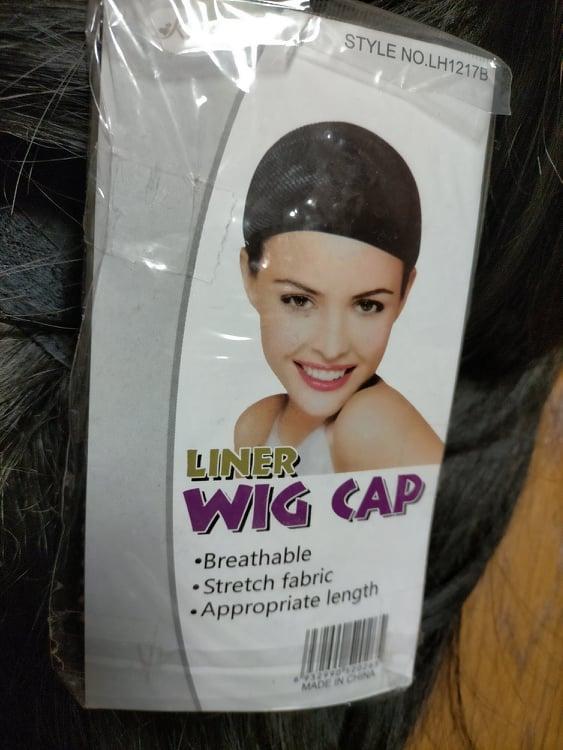 STYLE NO.LH1217B
LINER
WIG CAP
•Breathable
•Stretch fabric
•Appropriate length
MADE IN CHINA